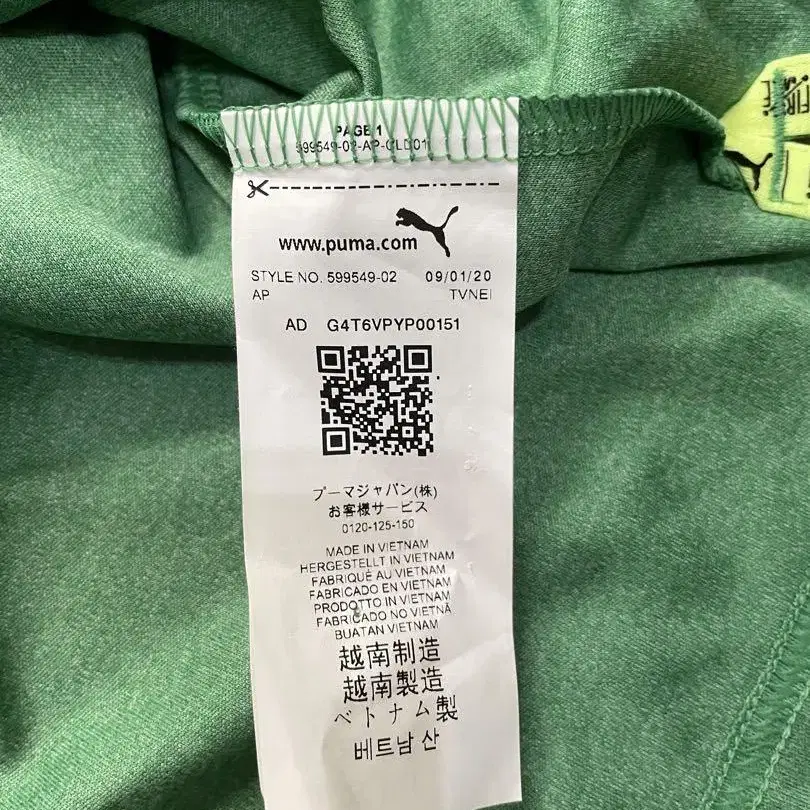 PAGE 1
599549-02-AP-CLD01
www.puma.com
STYLE NO. 599549-02 09/01/20
AP TVNEI
AD G4T6VPYP00151
プーマジャパン(株)
お客様サービス
0120-125-150
MADE IN VIETNAM
HERGESTELLT IN VIETNAM
FABRIQUÉ AU VIETNAM
FABRICADO EN VIETNAM
PRODOTTO IN VIETNAM
FABRICADO NO VIETNÃ
BUATAN VIETNAM
越南制造
越南製造
ベトナム製
베트남 산